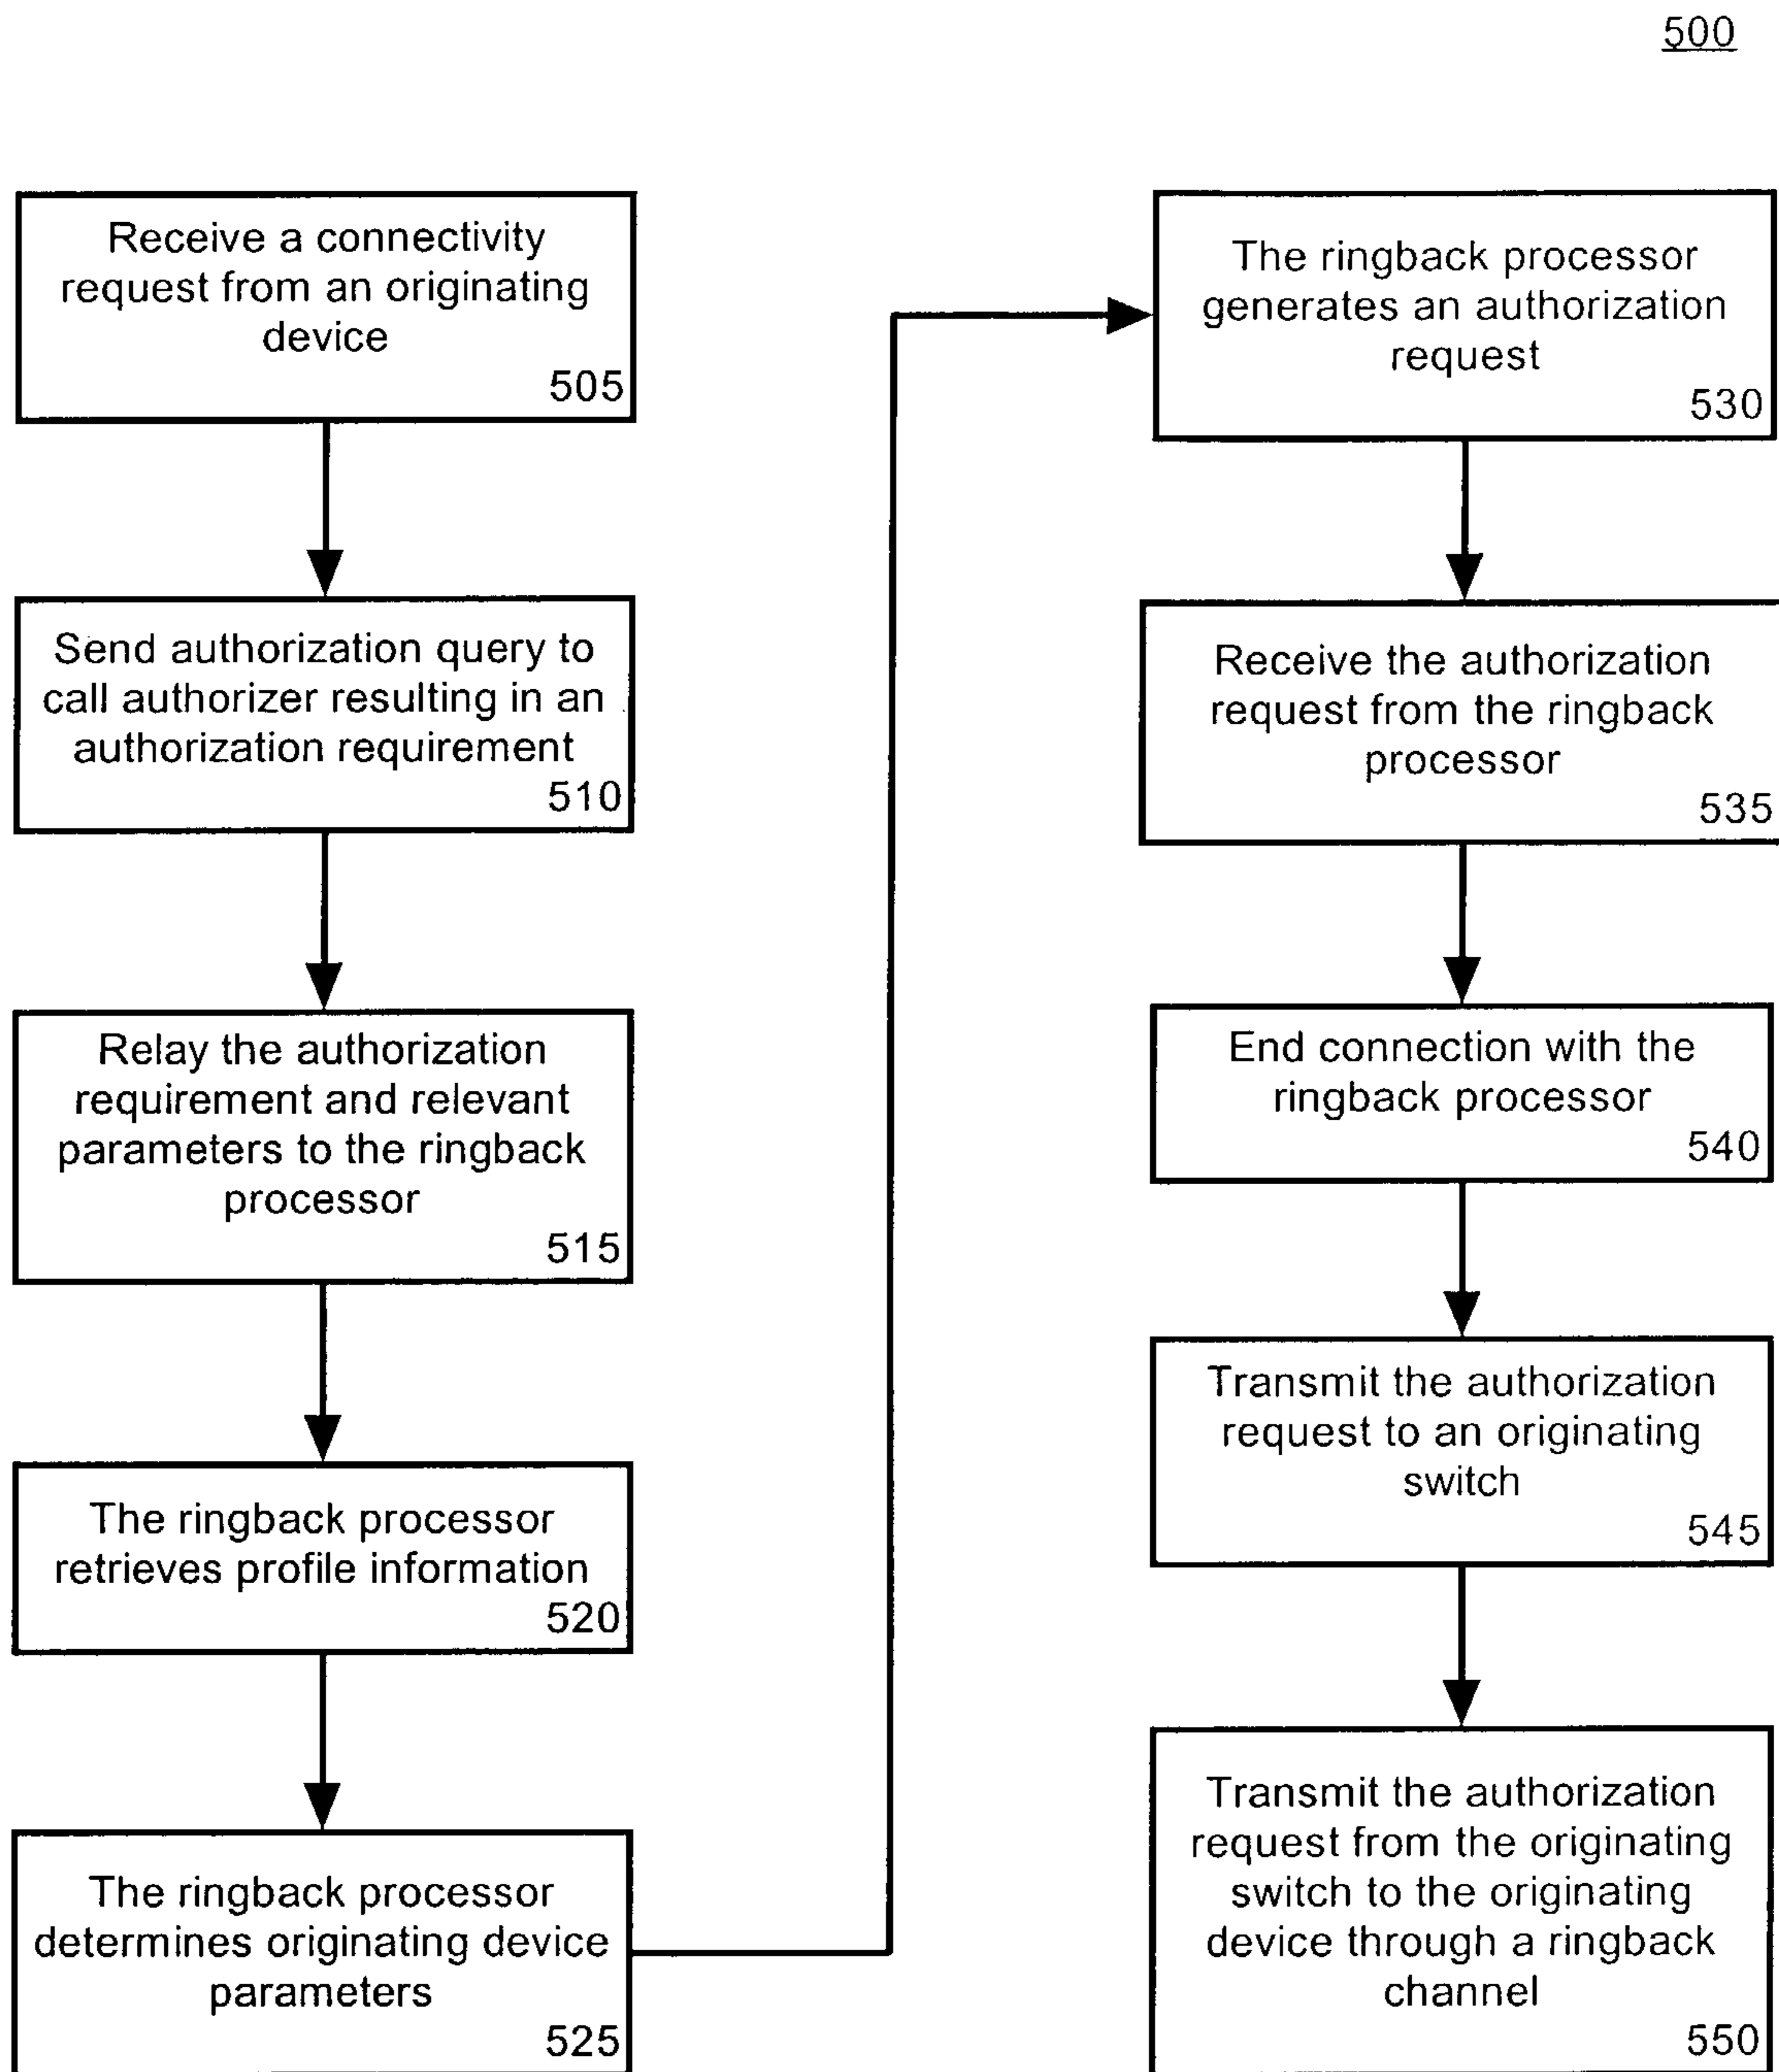 500
Receive a connectivity
request from an originating
device
505
Send authorization query to
call authorizer resulting in an
authorization requirement
510
Relay the authorization
requirement and relevant
parameters to the ringback
processor
515
The ringback processor
retrieves profile information
520
The ringback processor
determines originating device
parameters
525
The ringback processor
generates an authorization
request
530
Receive the authorization
request from the ringback
processor
535
End connection with the
ringback processor
540
Transmit the authorization
request to an originating
switch
545
Transmit the authorization
request from the originating
switch to the originating
device through a ringback
channel
550